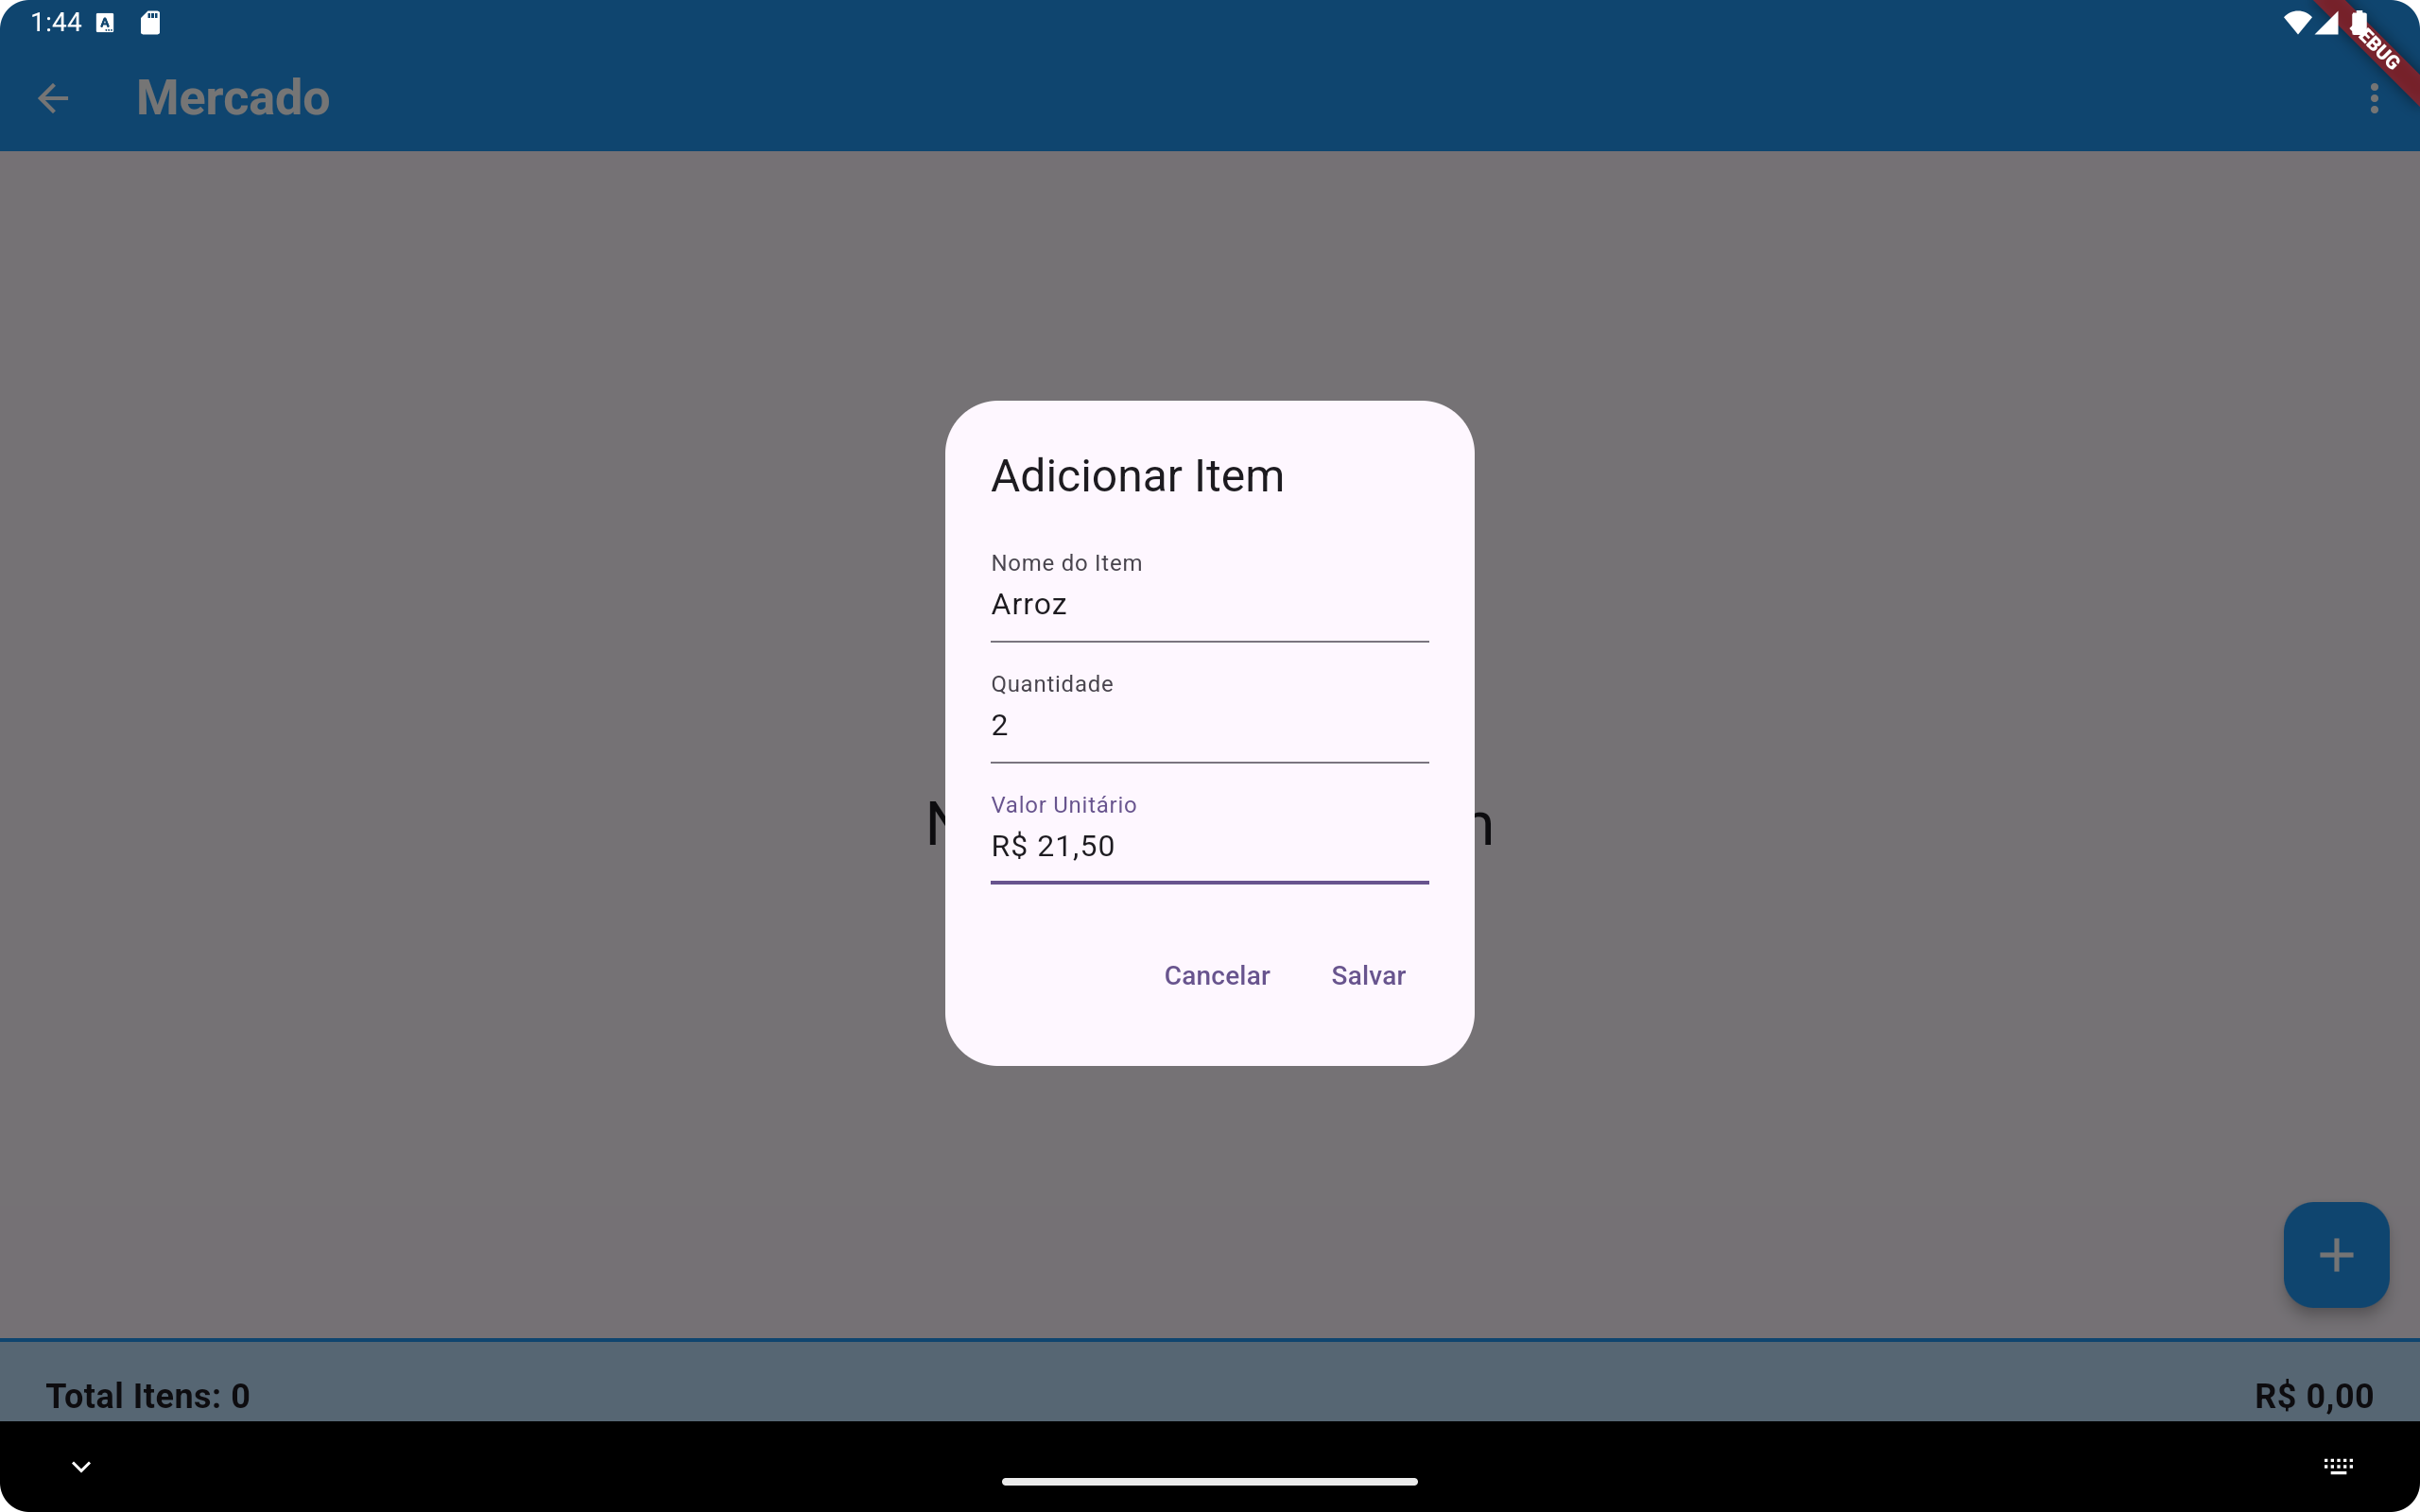 1:44
DEBUG
Mercado
Adicionar Item
Nome do Item
Arroz
Quantidade
2
Valor Unitário
R$ 21,50
Cancelar Salvar
Total Itens: 0 R$ 0,00